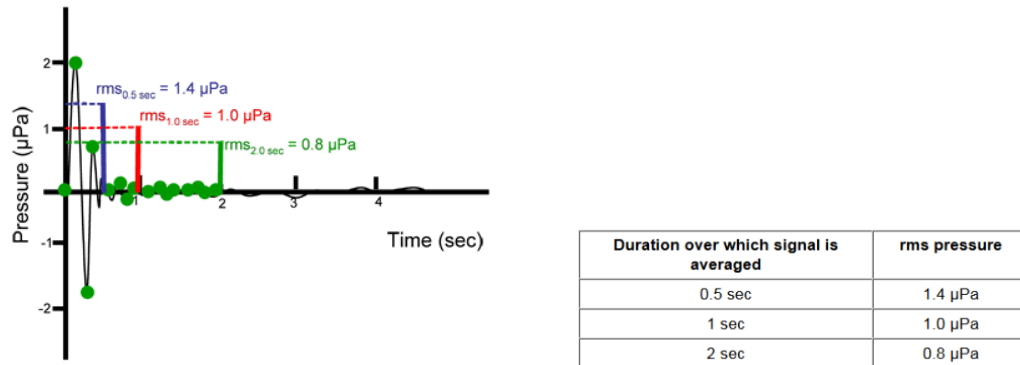 2
rms0.5 sec = 1.4 µPa
rms1.0 sec = 1.0 µPa
1
rms2.0 sec = 0.8 µPa
Pressure (µPa)
0
1
2
3
4
Time (sec)
-1
-2
Duration over which signal is
averaged
rms pressure
0.5 sec
1.4 µPa
1 sec
1.0 µPa
2 sec
0.8 µPa